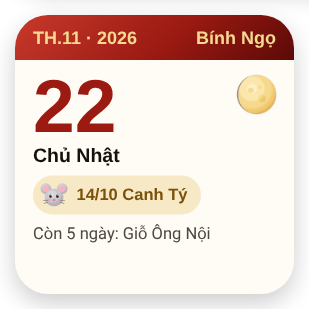 TH.11 · 2026 Bính Ngọ
22
Chủ Nhật
14/10 Canh Tý
Còn 5 ngày: Giỗ Ông Nội